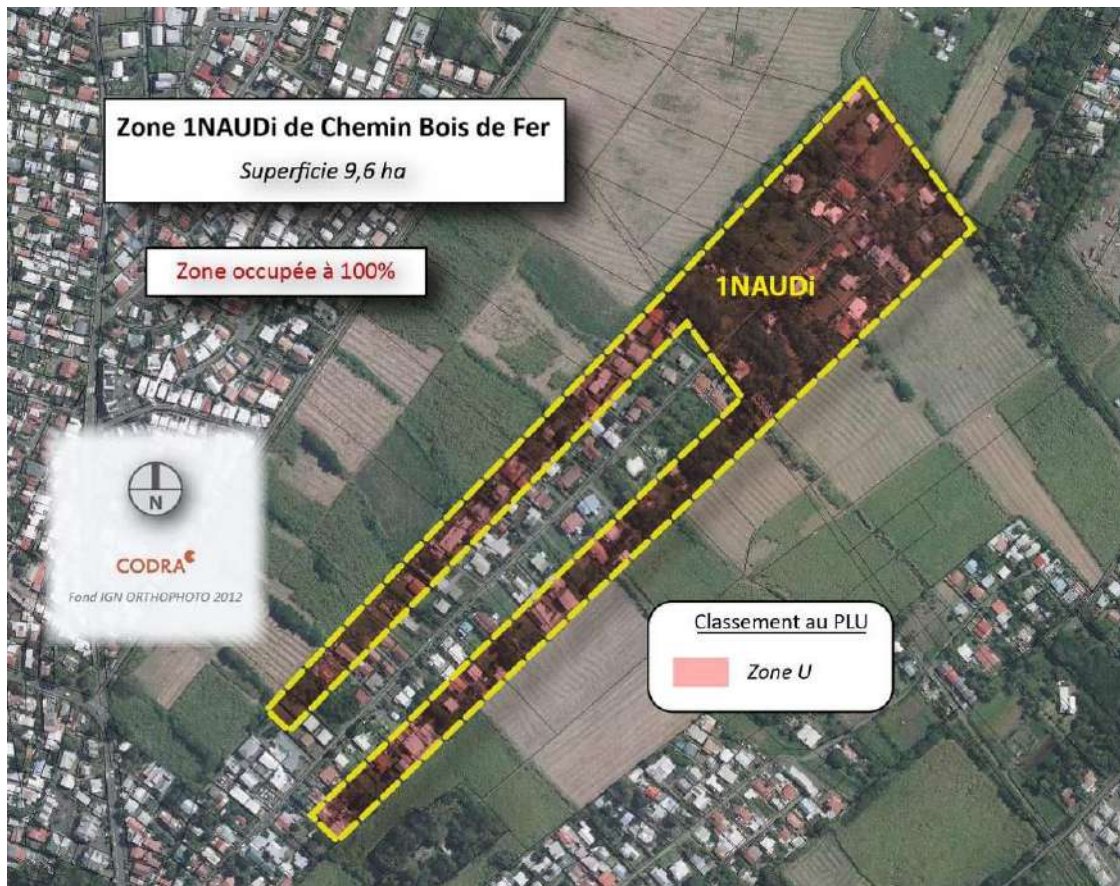 Zone 1NAUDi de Chemin Bois de Fer
Superficie 9,6 ha
Zone occupée à 100%
1NAUDi
N
CODRA
Fond IGN ORTHOPHOTO 2012
Classement au PLU
Zone U